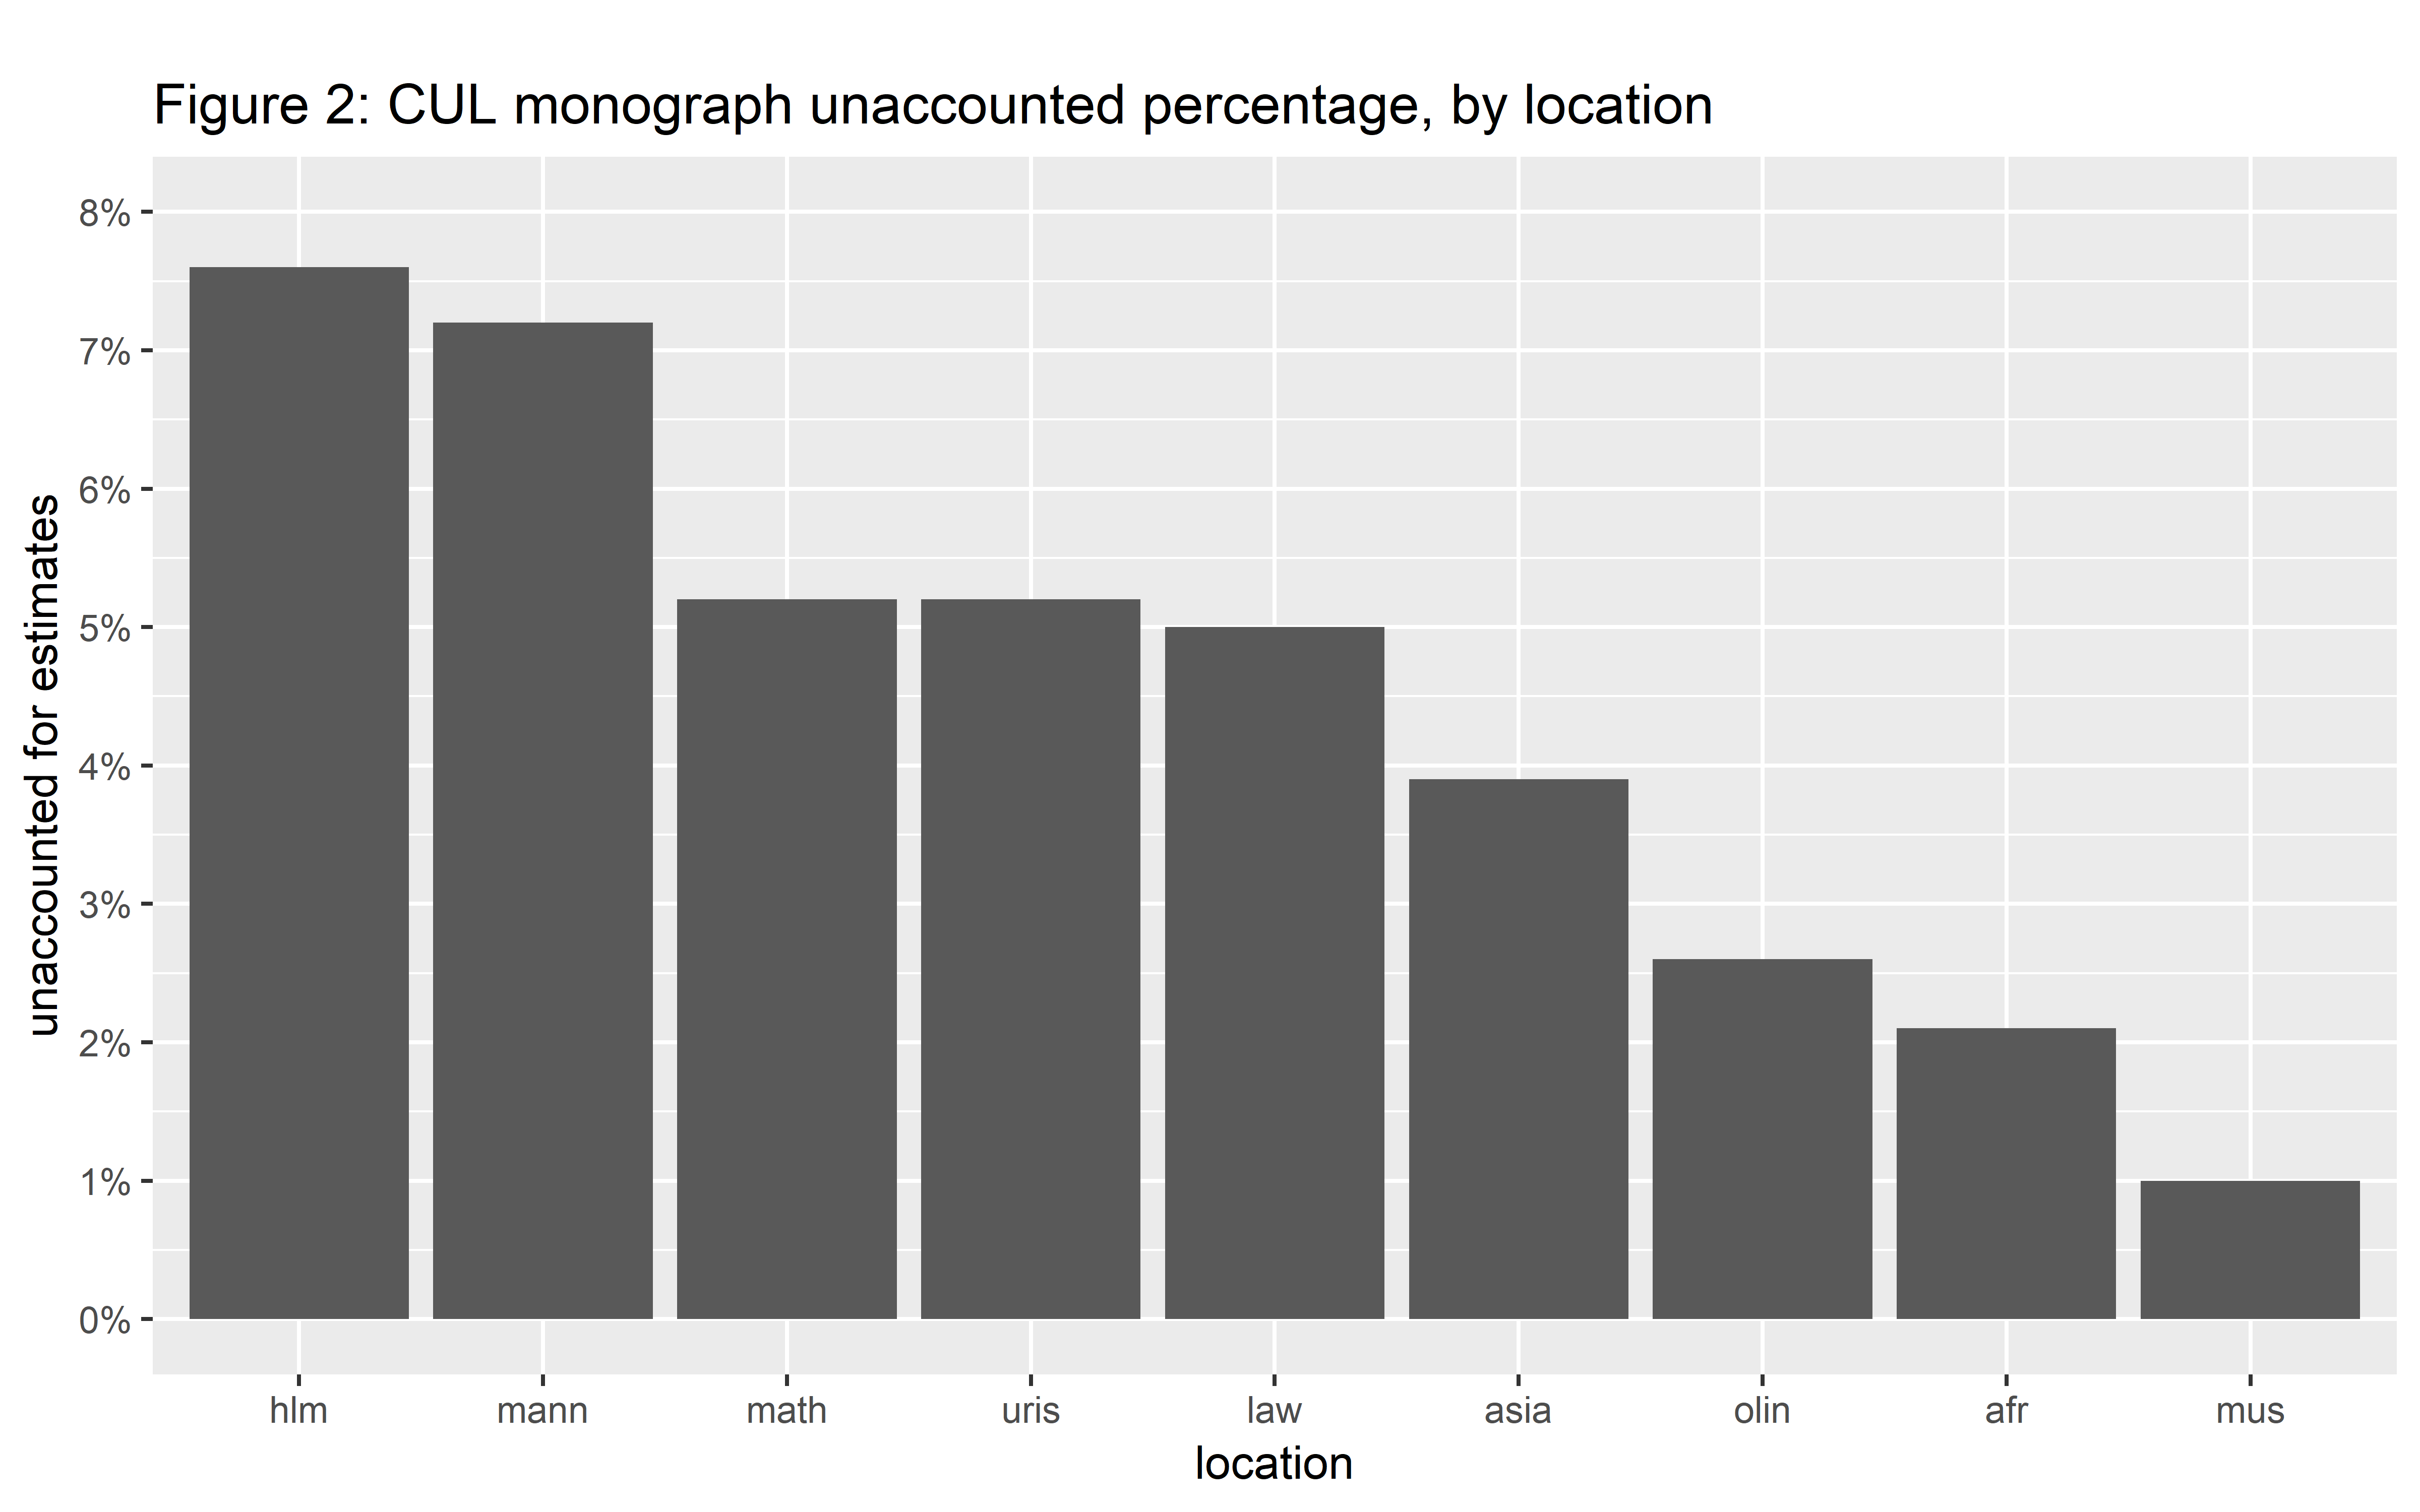 Figure 2: CUL monograph unaccounted percentage, by location
unaccounted for estimates
8%
7%
6%
5%
4%
3%
2%
1%
0%
hlm mann math uris law asia olin afr mus
location